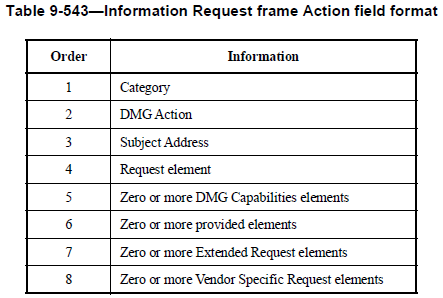 Table 9-543—Information Request frame Action field format
Order Information
1 Category
2 DMG Action
3 Subject Address
4 Request element
5 Zero or more DMG Capabilities elements
6 Zero or more provided elements
7 Zero or more Extended Request elements
8 Zero or more Vendor Specific Request elements